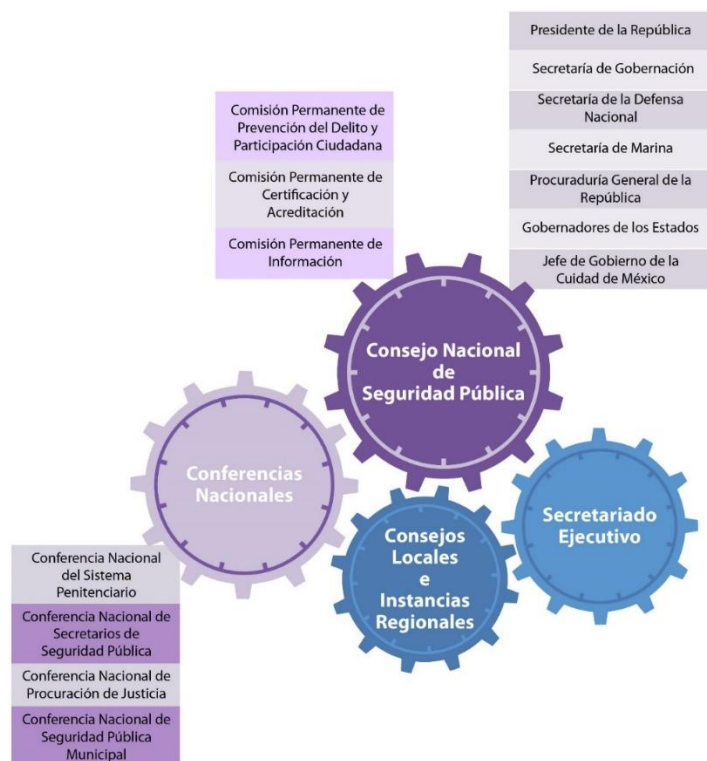 Presidente de la República
Secretaría de Gobernación
Secretaría de la Defensa
Nacional
Secretaría de Marina
Procuraduría General de la
República
Gobernadores de los Estados
Jefe de Gobierno de la
Cuidad de México
Comisión Permanente de
Prevención del Delito y
Participación Ciudadana
Comisión Permanente de
Certificación y
Acreditación
Comisión Permanente de
Información
Consejo Nacional
de
Seguridad Pública
Conferencias
Nacionales
Secretariado
Ejecutivo
Consejos
Locales
e
Instancias
Regionales
Conferencia Nacional
del Sistema
Penitenciario
Conferencia Nacional de
Secretarios de
Seguridad Pública
Conferencia Nacional de
Procuración de Justicia
Conferencia Nacional de
Seguridad Pública
Municipal